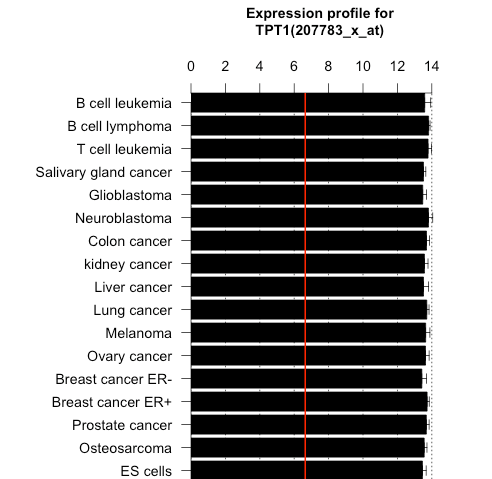 Expression profile for
TPT1(207783_x_at)
0 2 4 6 8 10 12 14
B cell leukemia
B cell lymphoma
T cell leukemia
Salivary gland cancer
Glioblastoma
Neuroblastoma
Colon cancer
kidney cancer
Liver cancer
Lung cancer
Melanoma
Ovary cancer
Breast cancer ER-
Breast cancer ER+
Prostate cancer
Osteosarcoma
ES cells